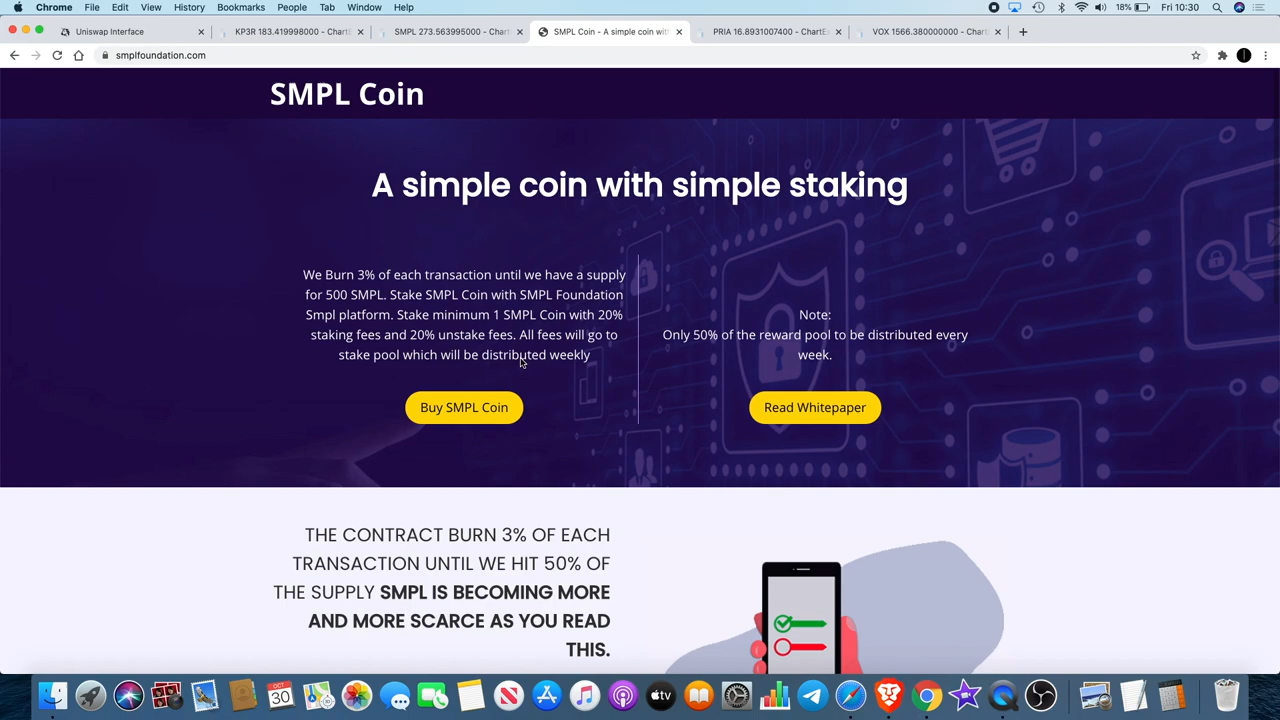 Chrome File Edit View History Bookmarks People Tab Window Help 18% Fri 10:30
Uniswap Interface KP3R 183.419998000 - ChartE SMPL 273.563995000 - Chart SMPL Coin - A simple coin with PRIA 16.8931007400 - ChartE VOX 1566.380000000 - Chart
smplfoundation.com
SMPL Coin
A simple coin with simple staking
We Burn 3% of each transaction until we have a supply
for 500 SMPL. Stake SMPL Coin with SMPL Foundation
Smpl platform. Stake minimum 1 SMPL Coin with 20%
staking fees and 20% unstake fees. All fees will go to
stake pool which will be distributed weekly
Buy SMPL Coin
Note:
Only 50% of the reward pool to be distributed every
week.
Read Whitepaper
THE CONTRACT BURN 3% OF EACH
TRANSACTION UNTIL WE HIT 50% OF
THE SUPPLY SMPL IS BECOMING MORE
AND MORE SCARCE AS YOU READ
THIS.
OCT
30
tv